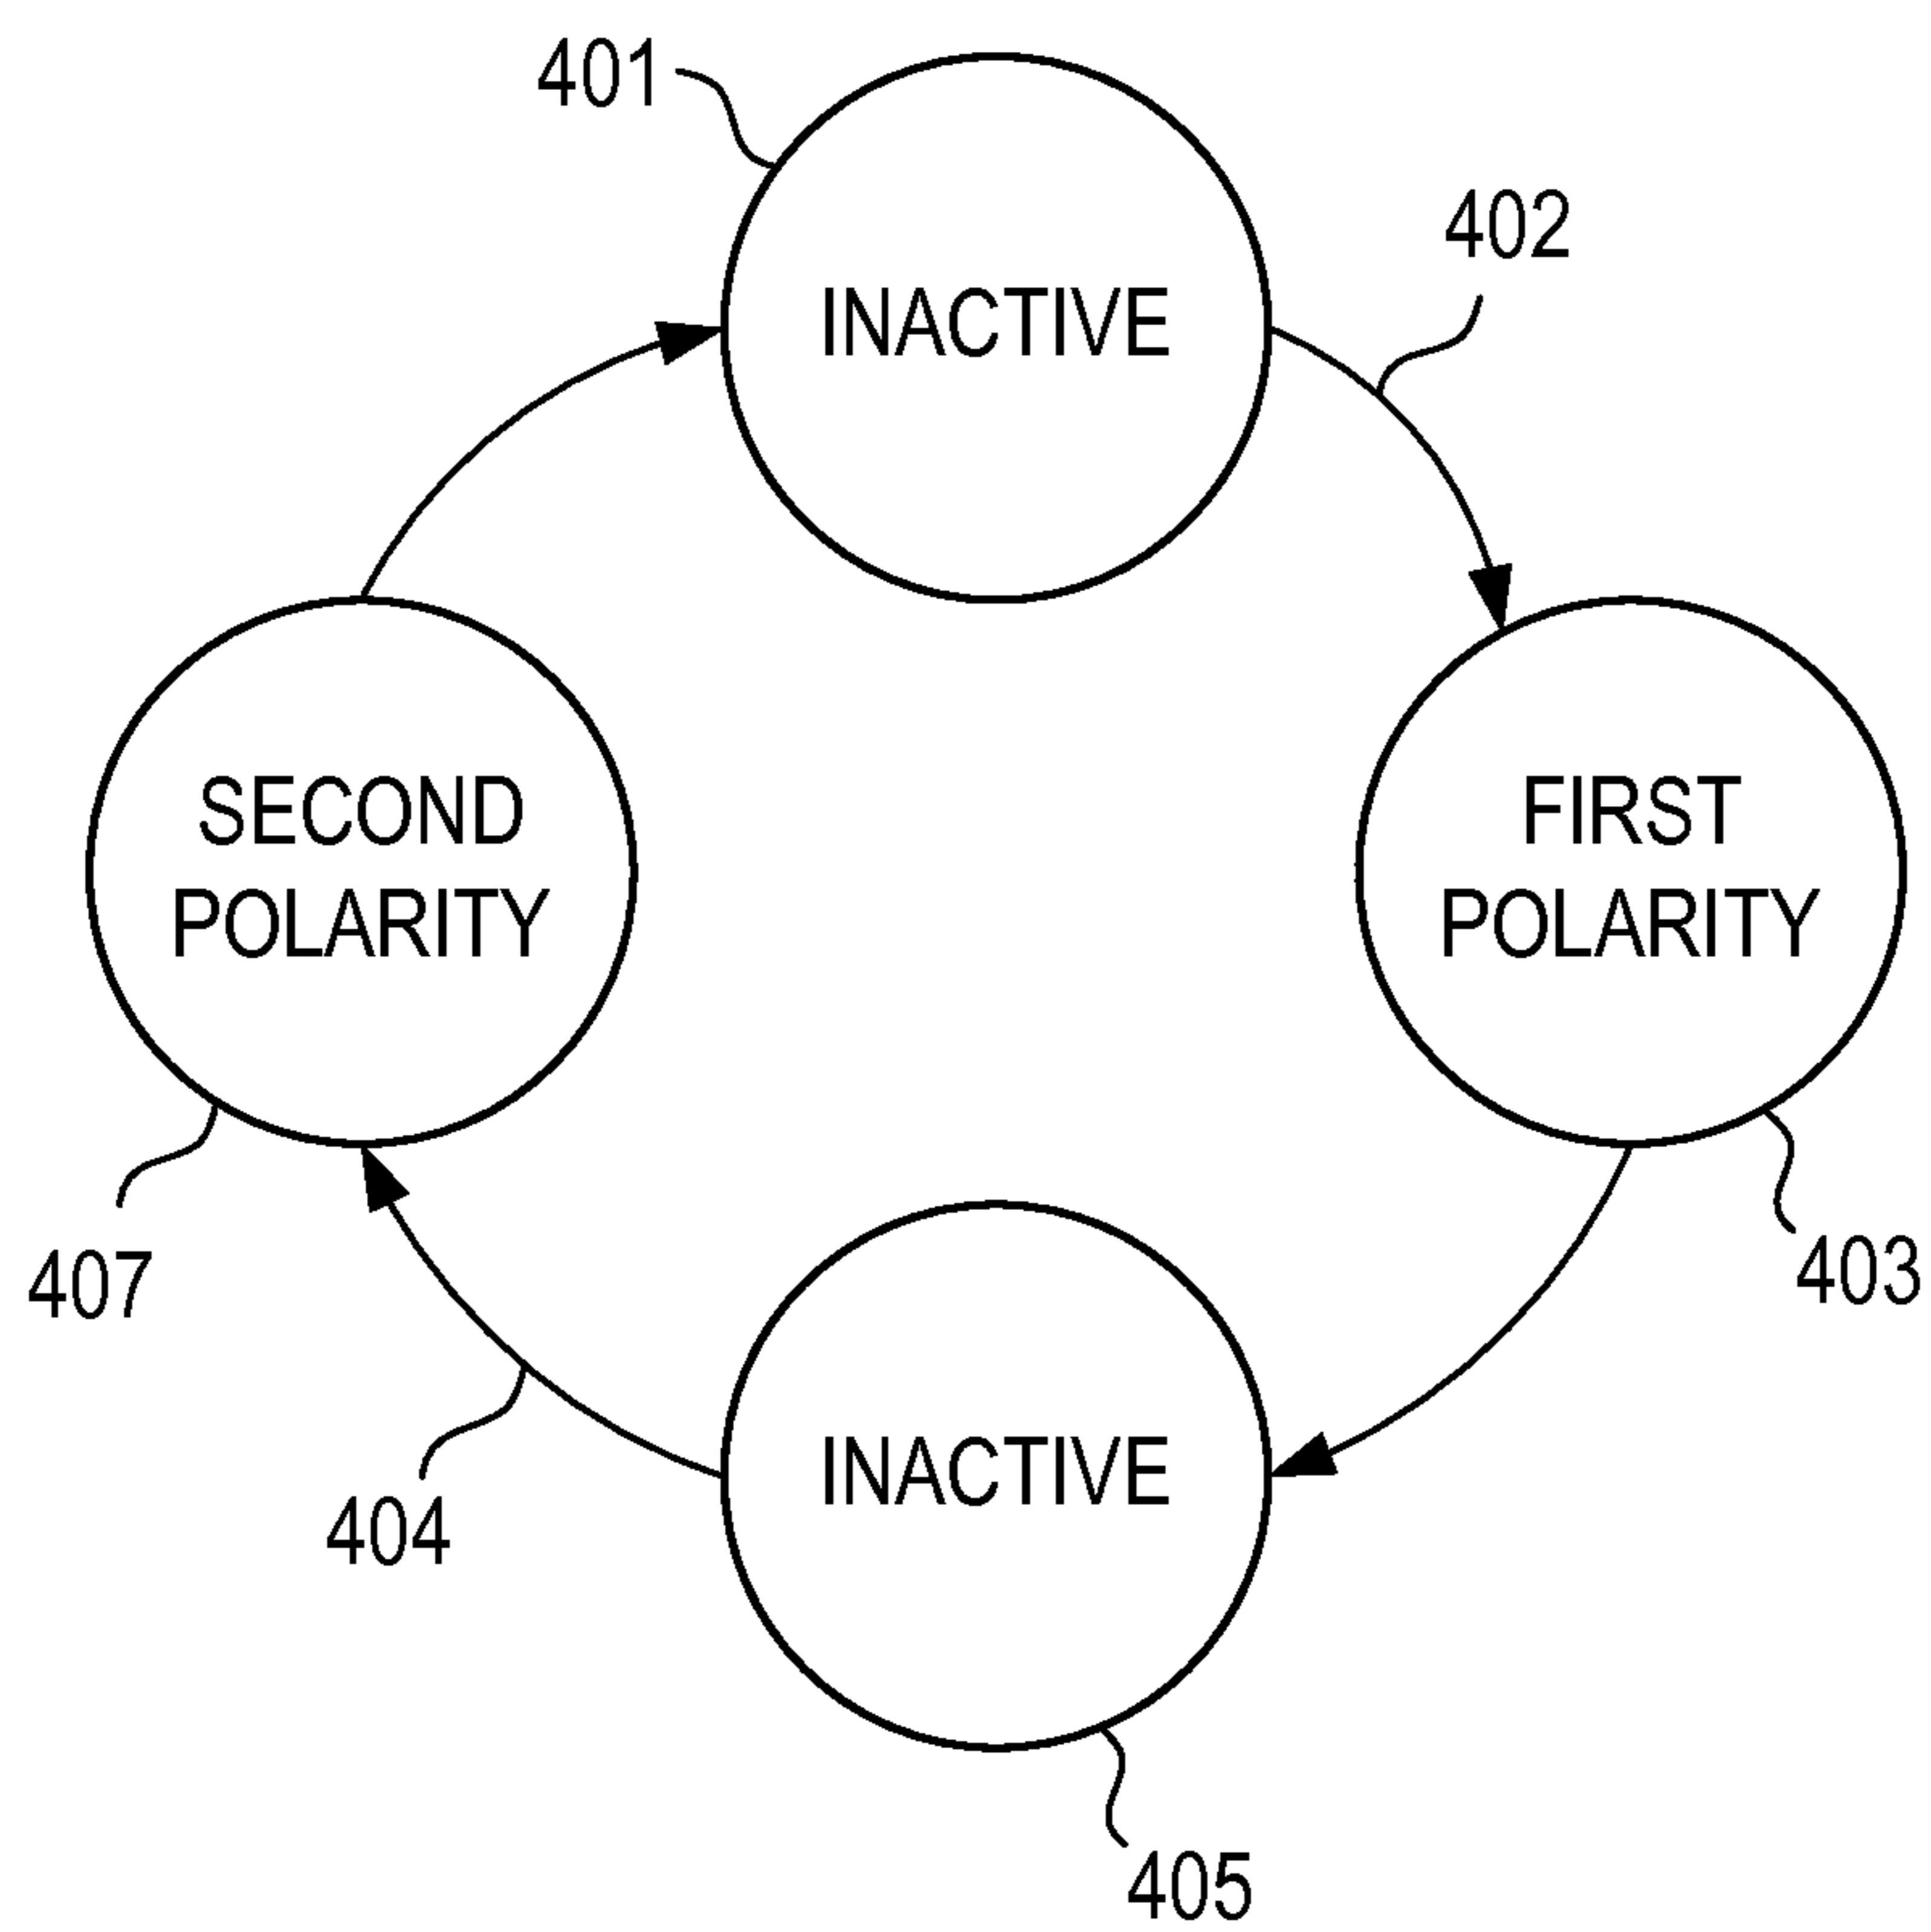 401
402
INACTIVE
SECOND
POLARITY
FIRST
POLARITY
407
403
INACTIVE
404
405